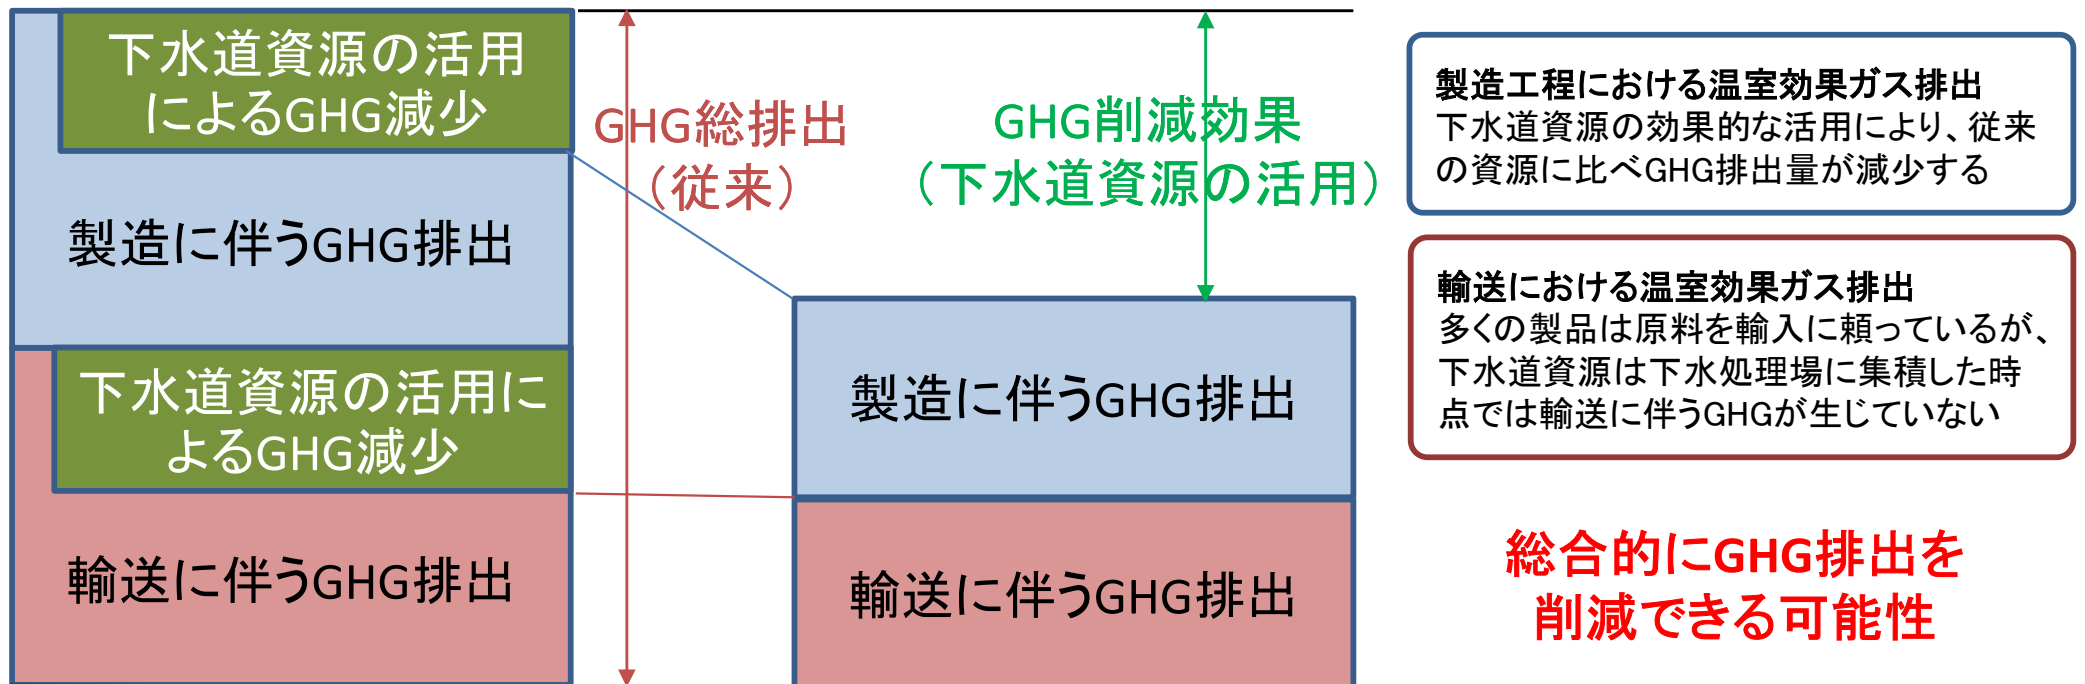 下水道資源の活用
によるGHG減少
製造に伴うGHG排出
下水道資源の活用に
よるGHG減少
輸送に伴うGHG排出
GHG総排出
（従来）
GHG削減効果
（下水道資源の活用）
製造に伴うGHG排出
輸送に伴うGHG排出
製造工程における温室効果ガス排出
下水道資源の効果的な活用により、従来
の資源に比べGHG排出量が減少する
輸送における温室効果ガス排出
多くの製品は原料を輸入に頼っているが、
下水道資源は下水処理場に集積した時
点では輸送に伴うGHGが生じていない
総合的にGHG排出を
削減できる可能性